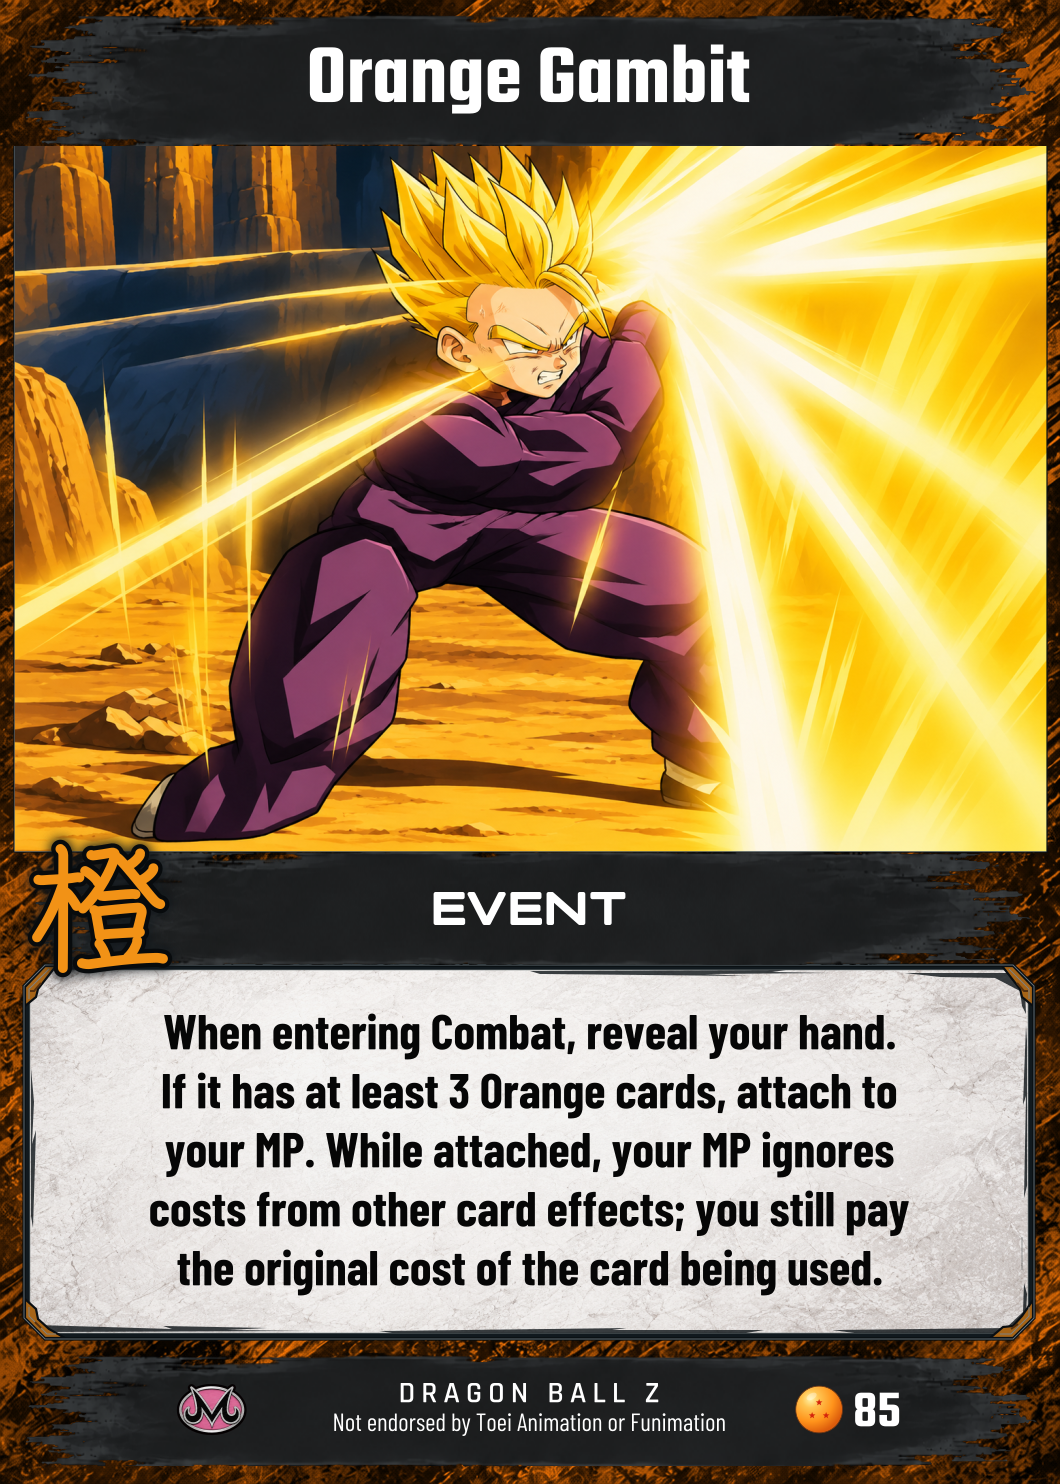 Orange Gambit
橙
EVENT
When entering Combat, reveal your hand.
If it has at least 3 Orange cards, attach to
your MP. While attached, your MP ignores
costs from other card effects; you still pay
the original cost of the card being used.
M
DRAGON BALL Z
Not endorsed by Toei Animation or Funimation
85